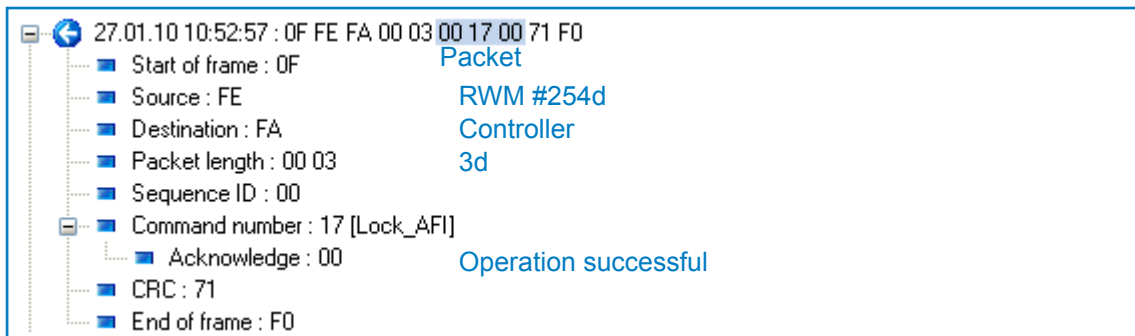 27.01.10 10:52:57 : 0F FE FA 00 03 00 17 00 71 F0
Packet
Start of frame : 0F
Source : FE RWM #254d
Destination : FA Controller
Packet length : 00 03 3d
Sequence ID : 00
Command number : 17 [Lock_AFI]
Acknowledge : 00 Operation successful
CRC : 71
End of frame : F0